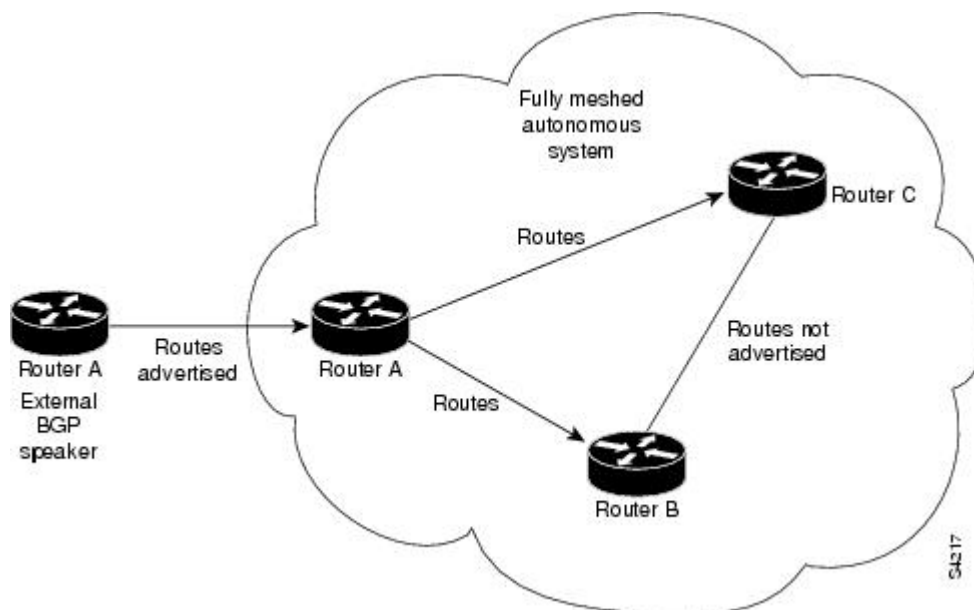 Fully meshed
autonomous
system
Router C
Routes
Routes not
advertised
Routes
advertised
Router A
External
BGP
speaker
Router A
Routes
Router B
S4217